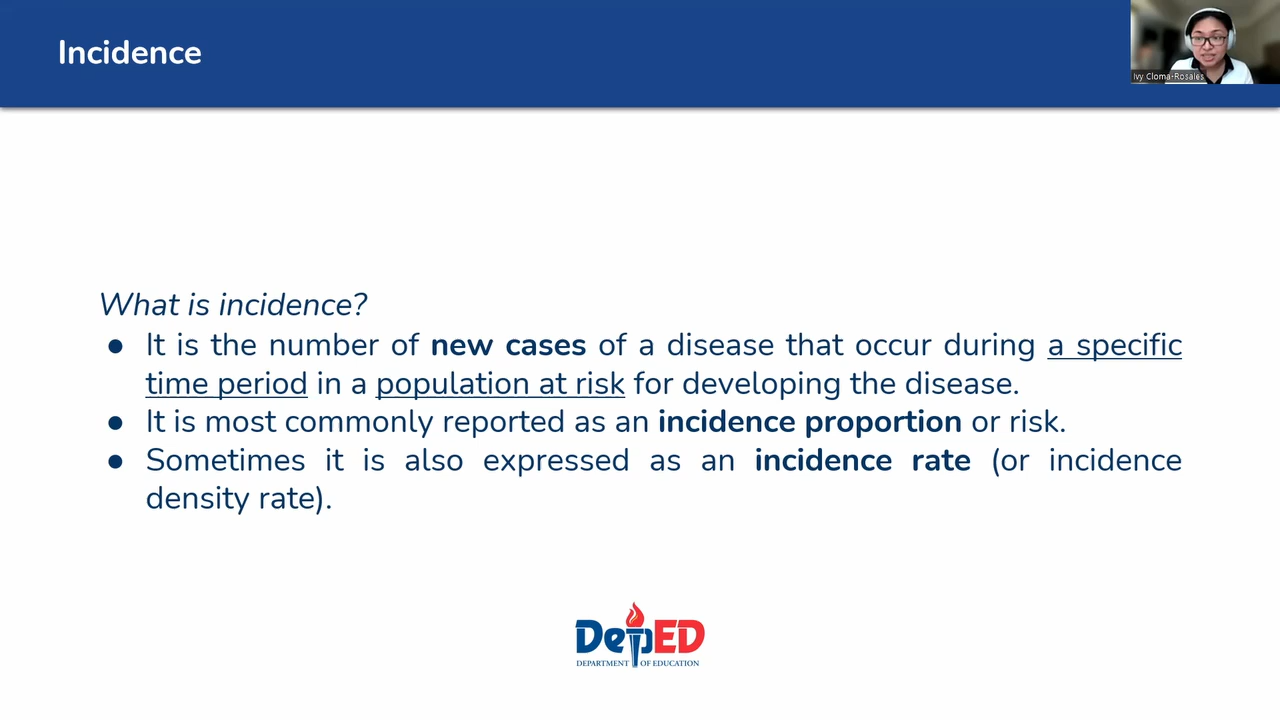 Incidence
Ivy Cloma-Rosales
What is incidence?
● It is the number of new cases of a disease that occur during a specific
time period in a population at risk for developing the disease.
● It is most commonly reported as an incidence proportion or risk.
● Sometimes it is also expressed as an incidence rate (or incidence
density rate).
DepED
DEPARTMENT OF EDUCATION